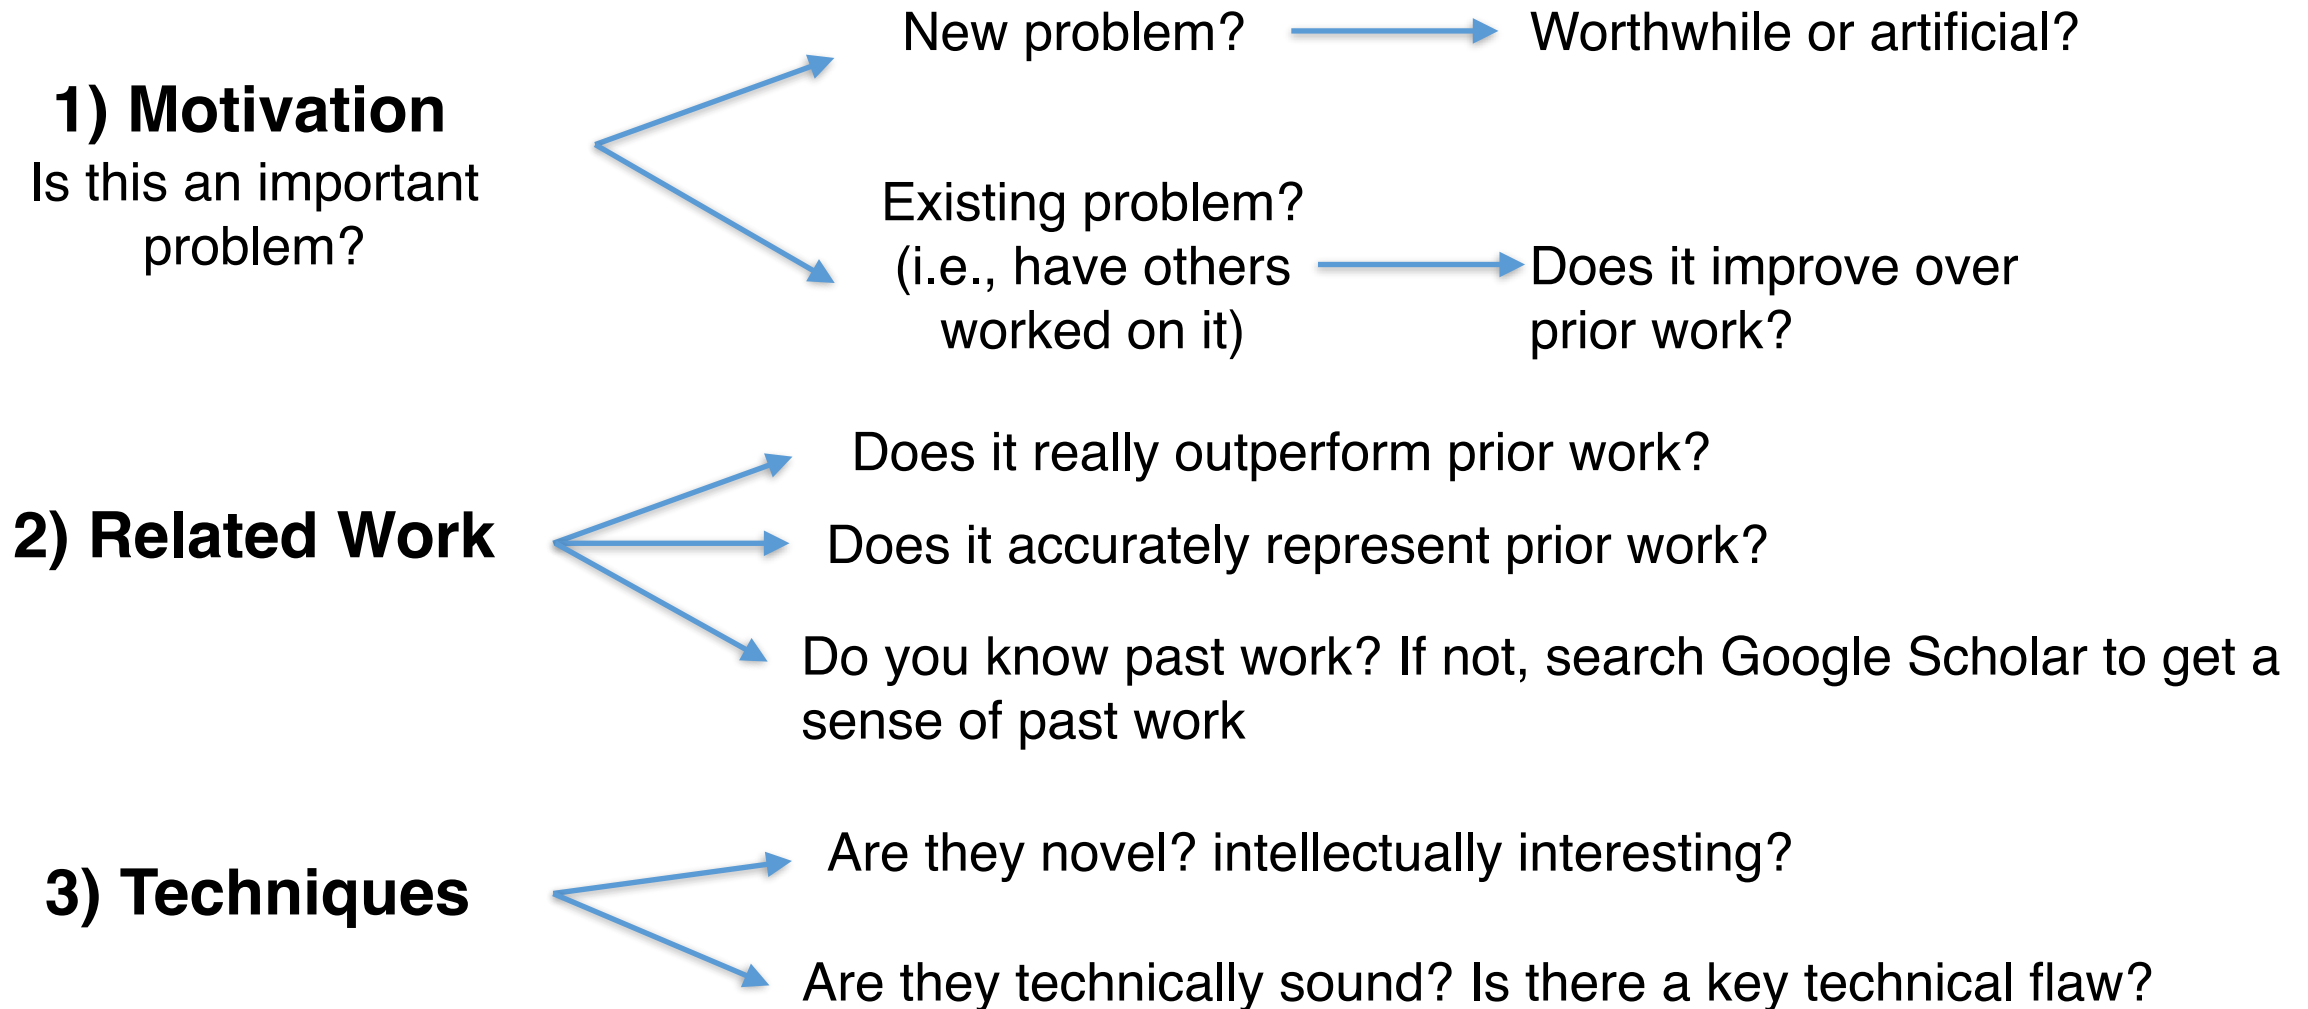 New problem?
Worthwhile or artificial?
1) Motivation
Is this an important
problem?
Existing problem?
(i.e., have others
worked on it)
Does it improve over
prior work?
Does it really outperform prior work?
2) Related Work
Does it accurately represent prior work?
Do you know past work? If not, search Google Scholar to get a
sense of past work
Are they novel? intellectually interesting?
3) Techniques
Are they technically sound? Is there a key technical flaw?